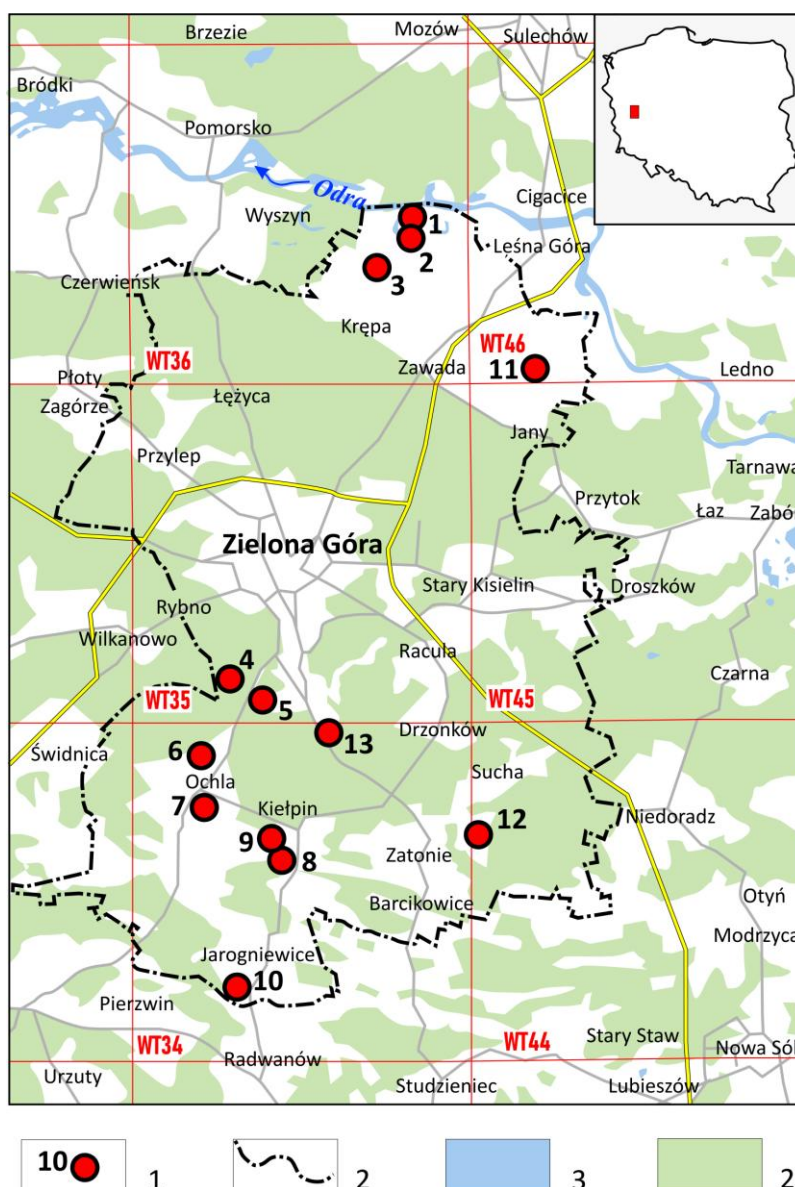 Brzezie
Mozów
Sulechów
Bródki
Pomorsko
Odra
Cigacice
Wyszyn
1
2
Leśna Góra
3
Czerwieńsk
Krępa
WT46
WT36
11
Zawada
Ledno
Płoty
Łężyca
Zagórze
Jany
Przylep
Tarnawa
Przytok
Łaz
Zabó
Zielona Góra
Stary Kisielin
Droszków
Rybno
Wilkanowo
Racula
4
Czarna
WT35
WT45
5
13
Drzonków
Świdnica
6
Sucha
Ochla
7
Kiełpin
12
Niedoradz
9
8
Zatonie
Barcikowice
Otyń
Modrzyca
Jarogniewice
10
Pierzwin
WT34
WT44
Stary Staw
Radwanów
Nowa Sól
Urzuty
Studzieniec
Lubieszów
10 1 2 3 2